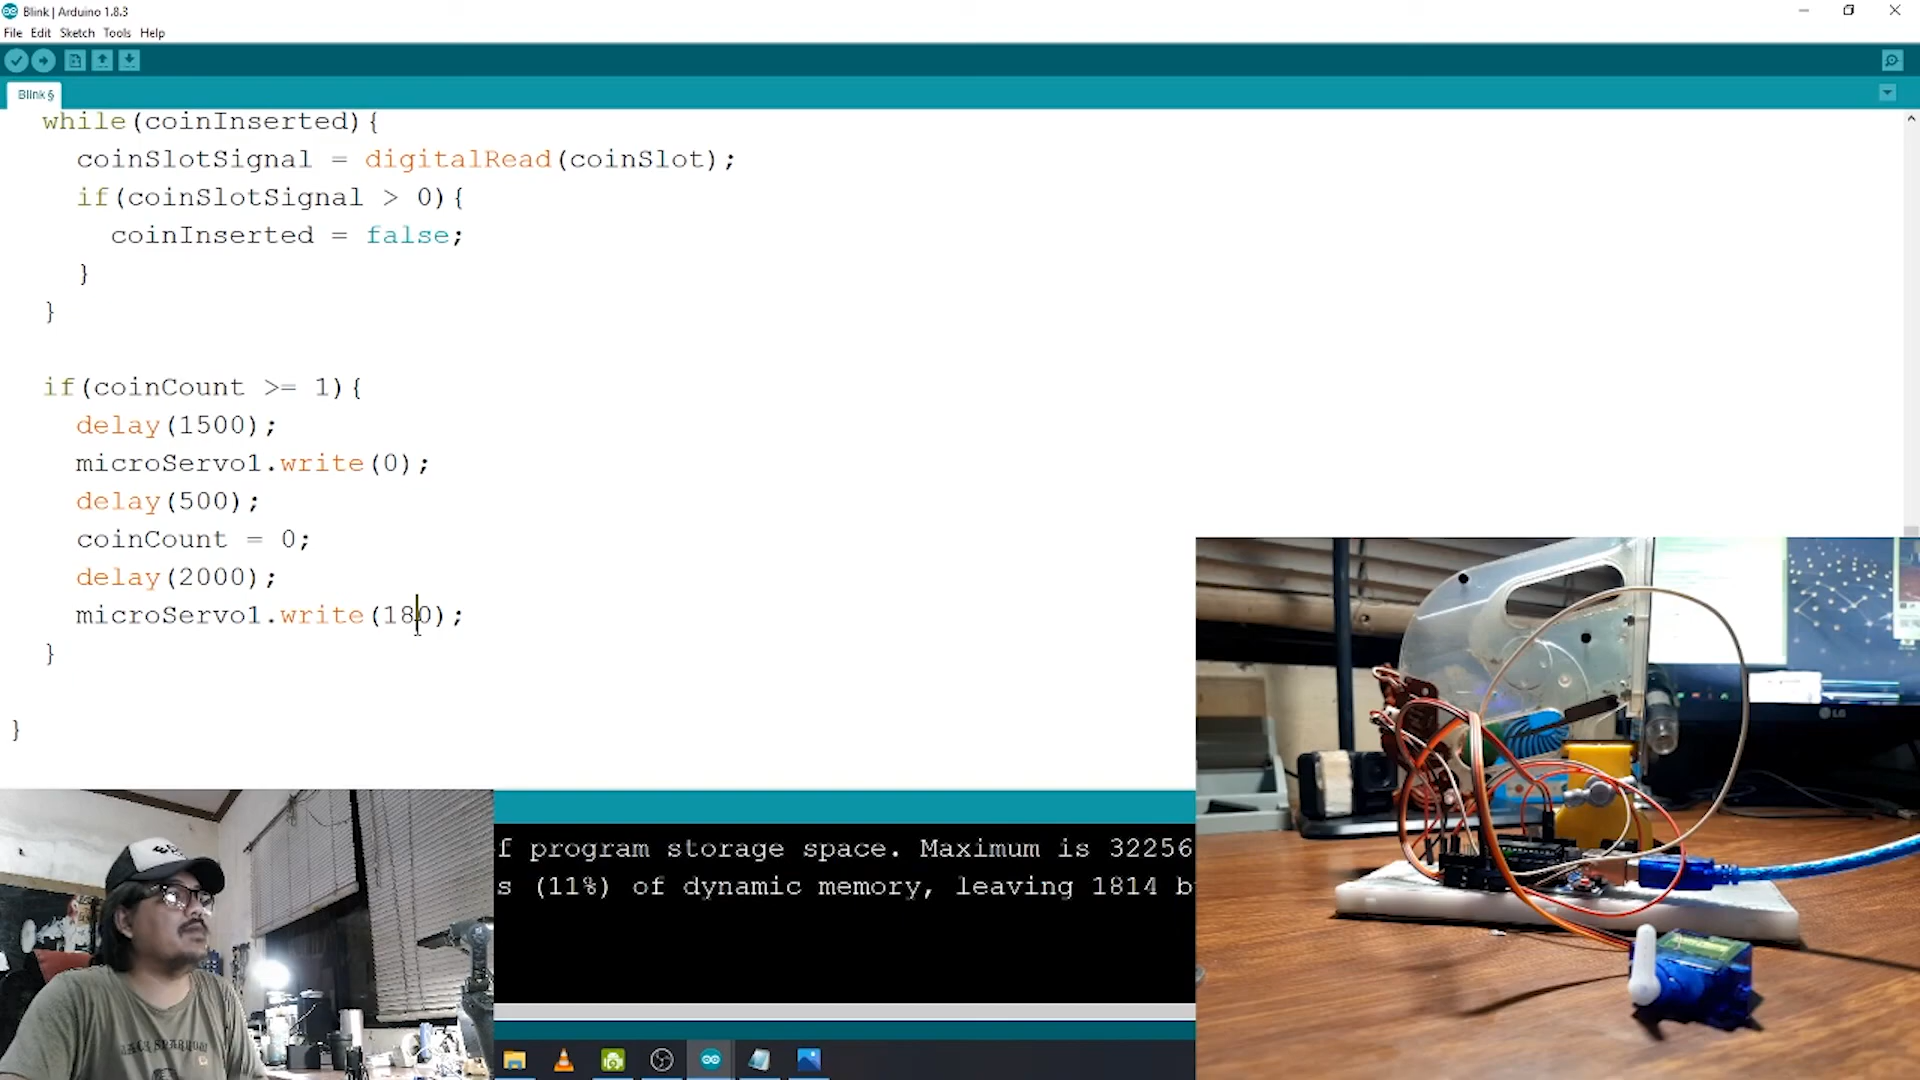 Blink | Arduino 1.8.3
File Edit Sketch Tools Help
Blink §
while(coinInserted){
coinSlotSignal = digitalRead(coinSlot);
if(coinSlotSignal > 0){
coinInserted = false;
}
}
if(coinCount >= 1){
delay(1500);
microServo1.write(0);
delay(500);
coinCount = 0;
delay(2000);
microServo1.write(180);
}
}
f program storage space. Maximum is 32256
s (11%) of dynamic memory, leaving 1814 b
LG